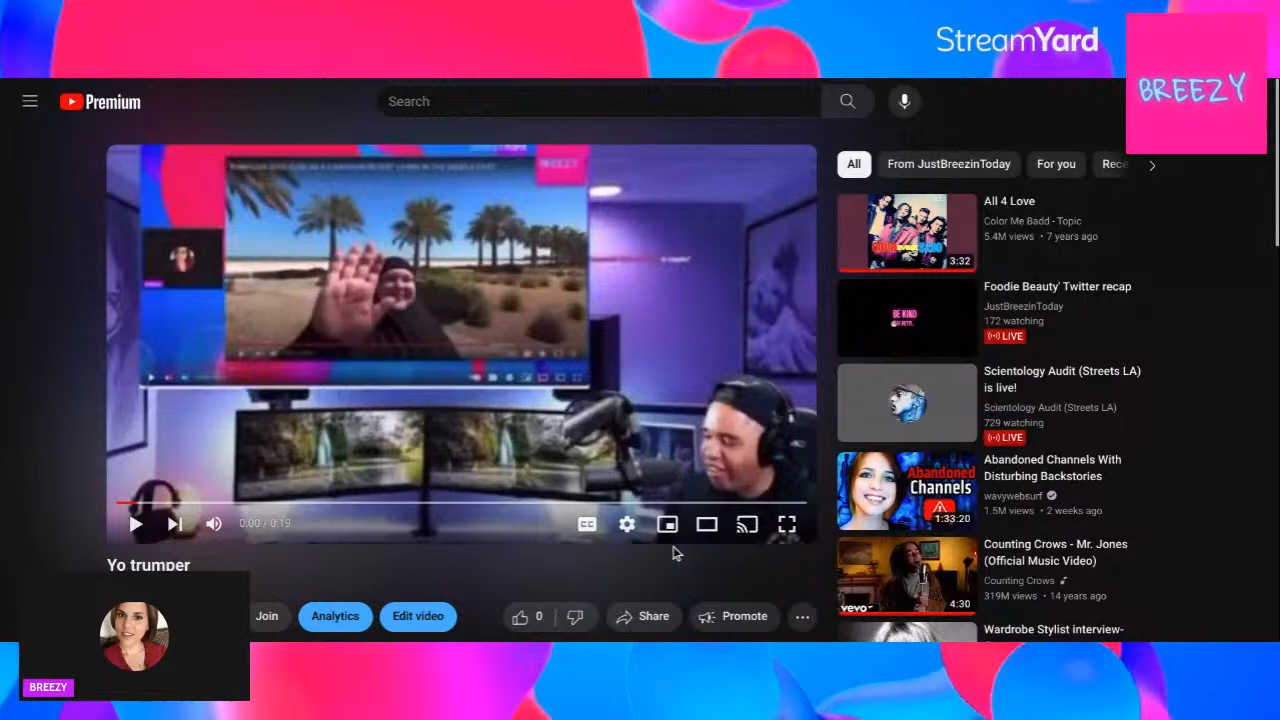 StreamYard
BREEZY
Premium
Search
All
From JustBreezinToday
For you
All 4 Love
Color Me Badd - Topic
5.4M views • 7 years ago
3:32
Foodie Beauty' Twitter recap
JustBreezinToday
172 watching
LIVE
BE KIND
Scientology Audit (Streets LA)
is live!
Scientology Audit (Streets LA)
729 watching
LIVE
Abandoned Channels With
Disturbing Backstories
wavywebsurf
1.5M views • 2 weeks ago
Abandoned
Channels
1:33:20
Counting Crows - Mr. Jones
(Official Music Video)
Counting Crows
319M views • 14 years ago
vevo
4:30
Wardrobe Stylist interview-
0:00 / 0:19
CC
Yo trumper
Join
Analytics
Edit video
0
Share
Promote
BREEZY